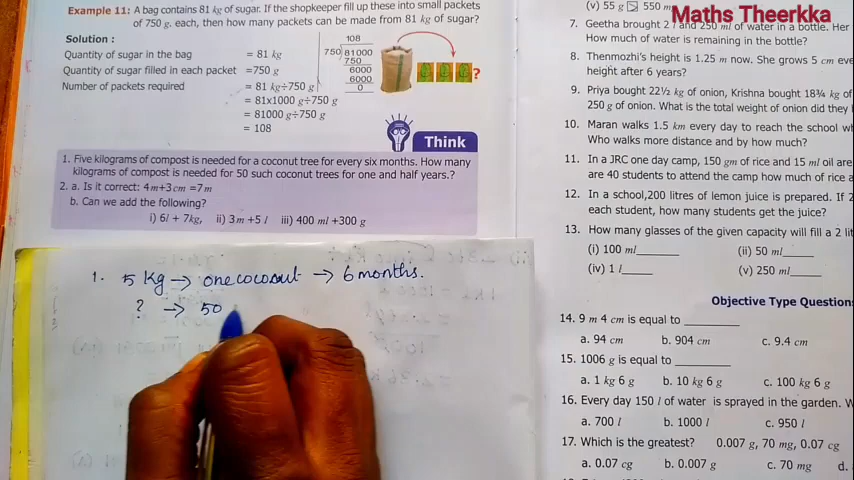 Example 11: A bag contains 81 kg of sugar. If the shopkeeper fill up these into small packets
of 750 g. each, then how many packets can be made from 81 kg of sugar?
Solution :
Quantity of sugar in the bag = 81 kg
Quantity of sugar filled in each packet =750 g
Number of packets required = 81 kg÷750 g
= 81x1000 g÷750 g
= 81000 g÷750 g
= 108
108
750 81000
750
6000
6000
0
?
Think
1. Five kilograms of compost is needed for a coconut tree for every six months. How many
kilograms of compost is needed for 50 such coconut trees for one and half years.?
2. a. Is it correct: 4m+3cm =7m
b. Can we add the following?
i) 6l + 7kg, ii) 3m +5 l iii) 400 ml +300 g
1. 5 Kg → one coconut → 6 months.
? → 50
Maths Theerkka
(v) 55 g 550 m
7. Geetha brought 2 l and 250 ml of water in a bottle. Her
How much of water is remaining in the bottle?
8. Thenmozhi's height is 1.25 m now. She grows 5 cm eve
height after 6 years?
9. Priya bought 22½ kg of onion, Krishna bought 18¾ kg of
250 g of onion. What is the total weight of onion did they
10. Maran walks 1.5 km every day to reach the school wh
Who walks more distance and by how much?
11. In a JRC one day camp, 150 gm of rice and 15 ml oil are
are 40 students to attend the camp how much of rice a
12. In a school,200 litres of lemon juice is prepared. If 2
each student, how many students get the juice?
13. How many glasses of the given capacity will fill a 2 lit
(i) 100 ml______ (ii) 50 ml______
(iv) 1 l______ (v) 250 ml______
Objective Type Question
14. 9 m 4 cm is equal to ________
a. 94 cm b. 904 cm c. 9.4 cm
15. 1006 g is equal to ________
a. 1 kg 6 g b. 10 kg 6 g c. 100 kg 6 g
16. Every day 150 l of water is sprayed in the garden. W
a. 700 l b. 1000 l c. 950 l
17. Which is the greatest? 0.007 g, 70 mg, 0.07 cg
a. 0.07 cg b. 0.007 g c. 70 mg d.